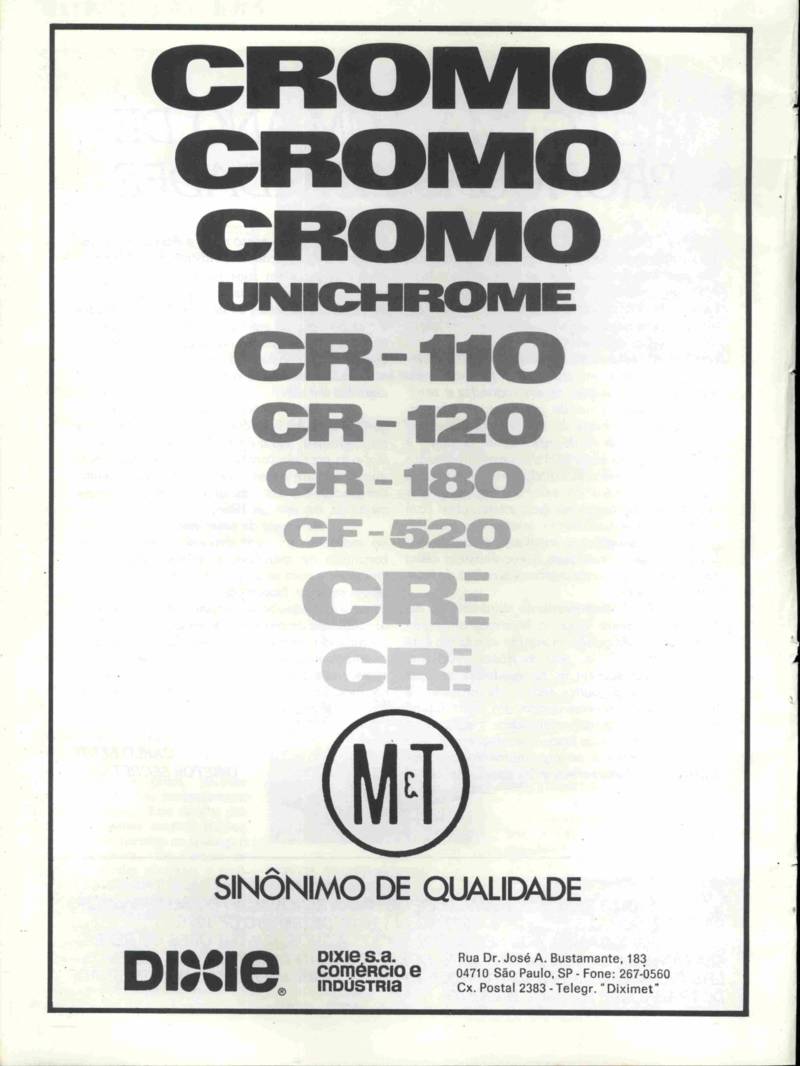 CROMO
CROMO
CROMO
UNICHROME
CR-110
CR-120
CR-180
CF-520
CR
CR
M&T
SINÔNIMO DE QUALIDADE
DIXIE®
DIXIE S.A.
COMÉRCIO E
INDÚSTRIA
Rua Dr. José A. Bustamante, 183
04710 São Paulo, SP - Fone: 267-0560
Cx. Postal 2383 - Telegr. "Diximet"